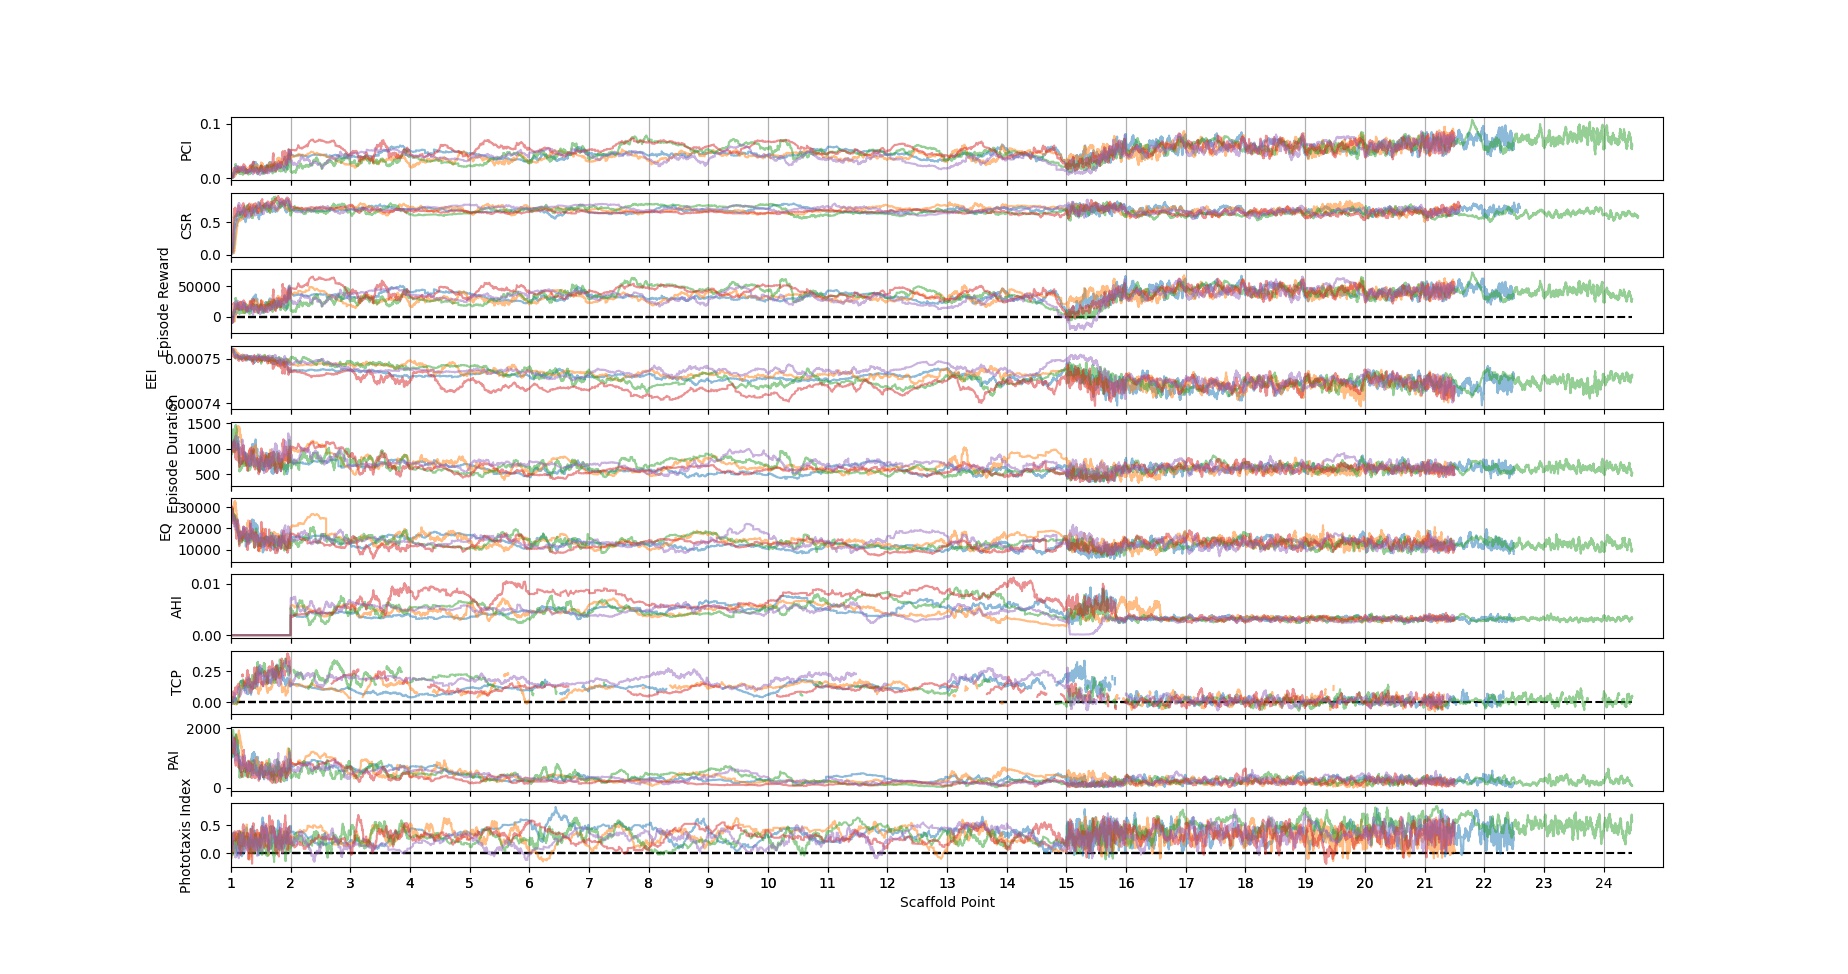 PCI
0.1
0.0
CSR
0.5
0.0
Episode Reward
50000
0
EEI
0.00075
0.00074
Episode Duration
1500
1000
500
EQ
30000
20000
10000
AHI
0.01
0.00
TCP
0.25
0.00
PAI
2000
0
Phototaxis Index
0.5
0.0
1 2 3 4 5 6 7 8 9 10 11 12 13 14 15 16 17 18 19 20 21 22 23 24
Scaffold Point